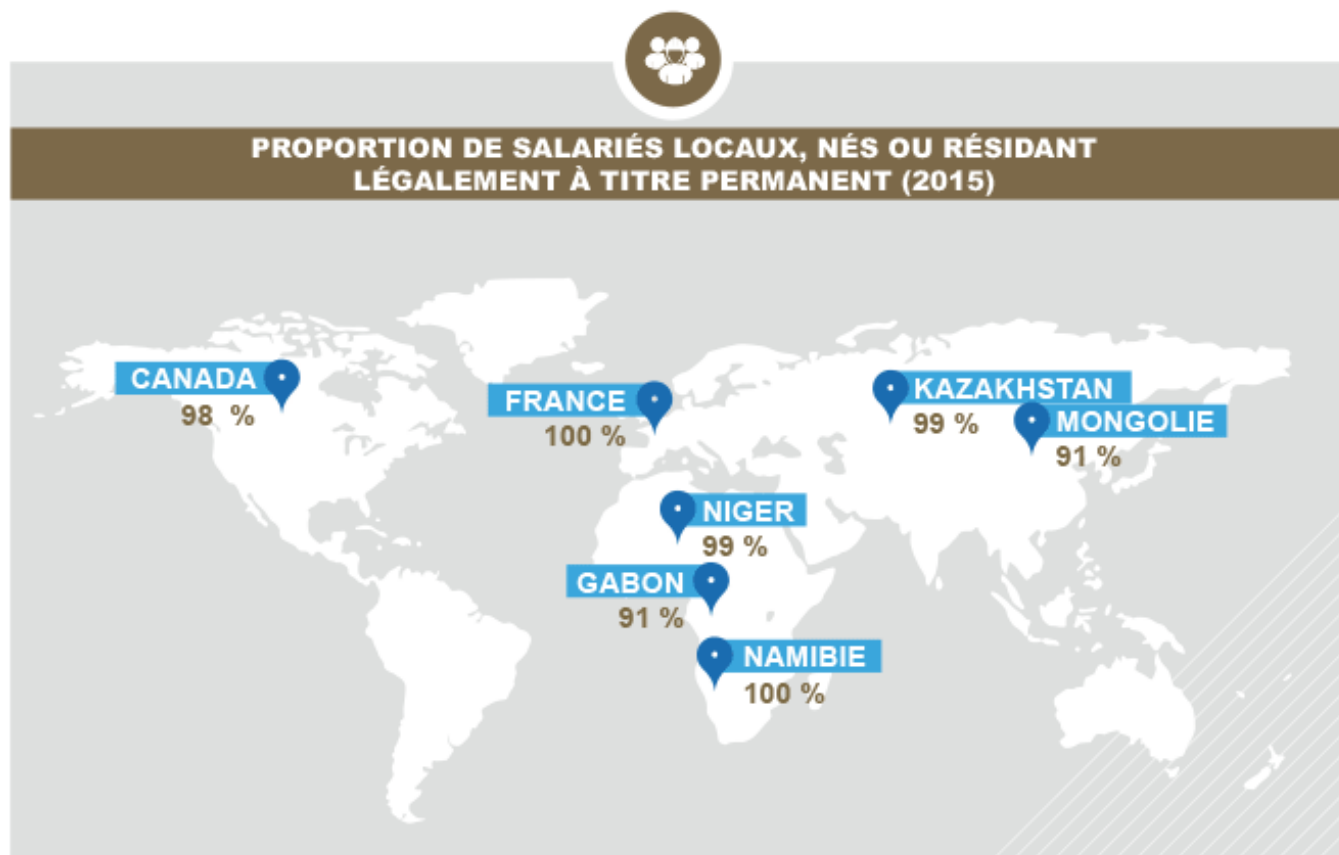 PROPORTION DE SALARIÉS LOCAUX, NÉS OU RÉSIDANT
LÉGALEMENT À TITRE PERMANENT (2015)
CANADA
98 %
FRANCE
100 %
KAZAKHSTAN
99 %
MONGOLIE
91 %
NIGER
99 %
GABON
91 %
NAMIBIE
100 %